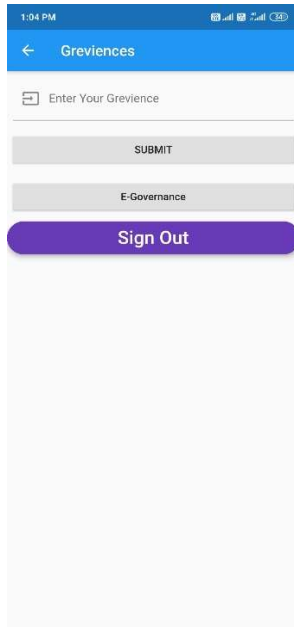 1:04 PM
Greviences
Enter Your Grevience
SUBMIT
E-Governance
Sign Out